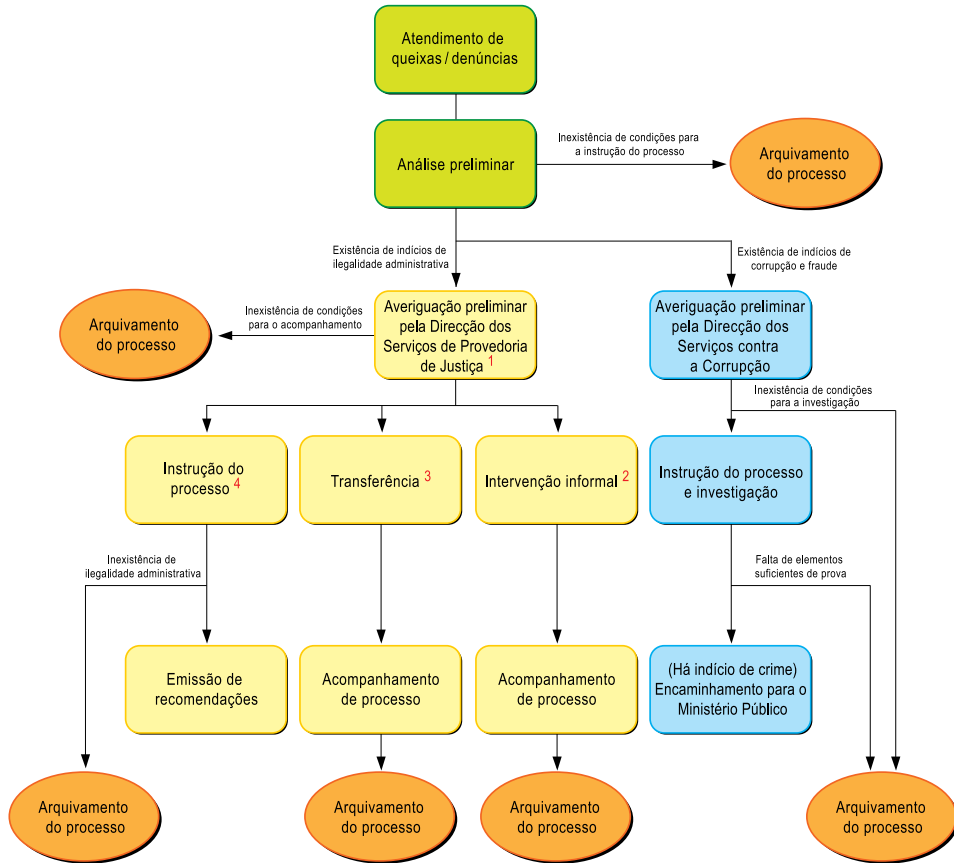 Atendimento de
queixas / denúncias
Análise preliminar
Inexistência de condições para
a instrução do processo
Arquivamento
do processo
Existência de indícios de
ilegalidade administrativa
Existência de indícios de
corrupção e fraude
Arquivamento
do processo
Inexistência de condições
para o acompanhamento
Averiguação preliminar
pela Direcção dos
Serviços de Provedoria
de Justiça 1
Averiguação preliminar
pela Direcção dos
Serviços contra
a Corrupção
Inexistência de condições
para a investigação
Instrução do
processo 4
Transferência 3
Intervenção informal 2
Instrução do processo
e investigação
Inexistência de
ilegalidade administrativa
Falta de elementos
suficientes de prova
Emissão de
recomendações
Acompanhamento
de processo
Acompanhamento
de processo
(Há indício de crime)
Encaminhamento para o
Ministério Público
Arquivamento
do processo
Arquivamento
do processo
Arquivamento
do processo
Arquivamento
do processo